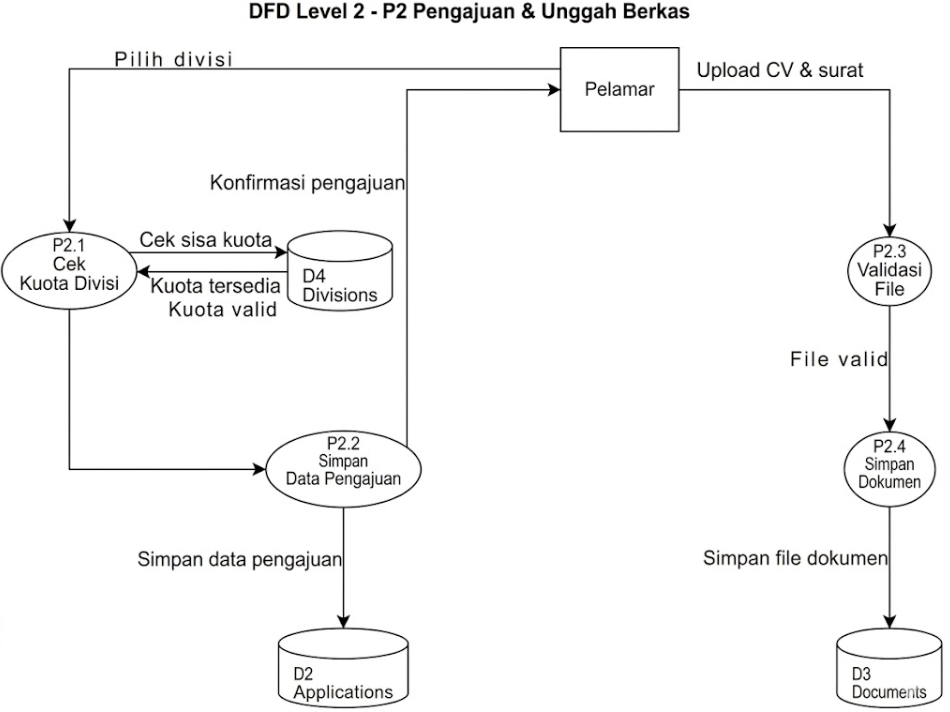 DFD Level 2 - P2 Pengajuan & Unggah Berkas
Pilih divisi
Pelamar
Upload CV & surat
Konfirmasi pengajuan
P2.1
Cek
Kuota Divisi
Cek sisa kuota
D4
Divisions
Kuota tersedia
Kuota valid
P2.3
Validasi
File
File valid
P2.2
Simpan
Data Pengajuan
P2.4
Simpan
Dokumen
Simpan data pengajuan
Simpan file dokumen
D2
Applications
D3
Documents